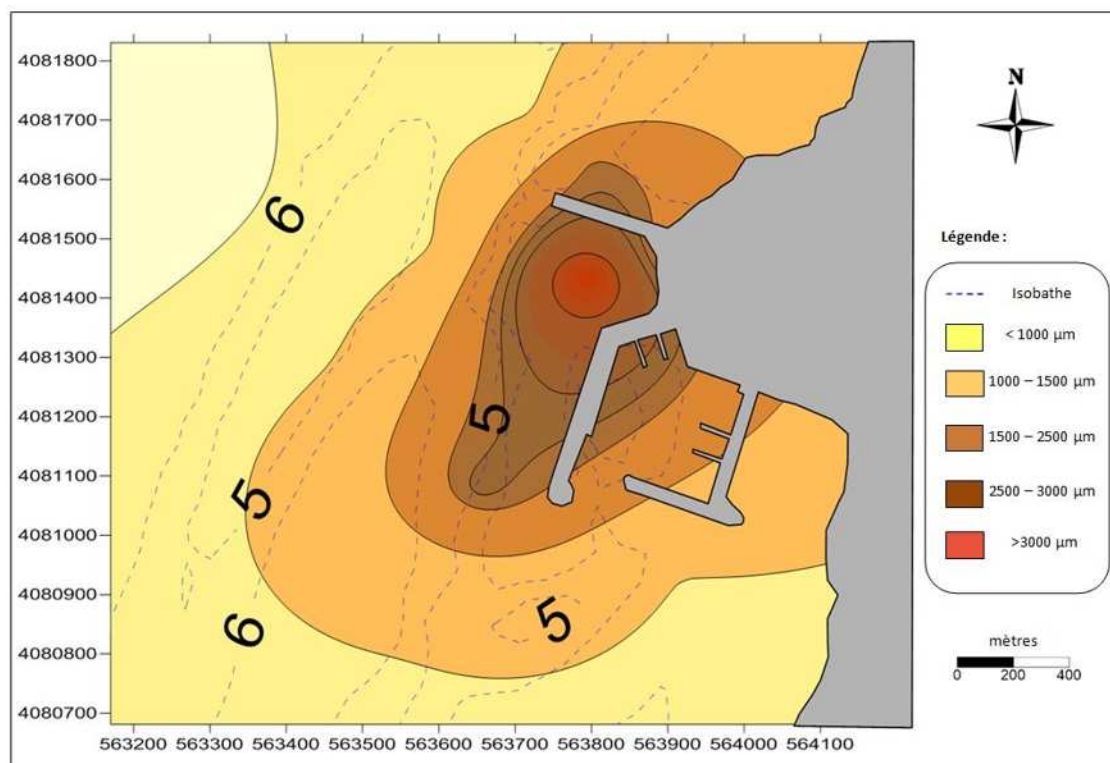 4081800
4081700
4081600
4081500
4081400
4081300
4081200
4081100
4081000
4080900
4080800
4080700
563200 563300 563400 563500 563600 563700 563800 563900 564000 564100
6
5
5
6
5
N
Légende :
Isobathe
< 1000 µm
1000 – 1500 µm
1500 – 2500 µm
2500 – 3000 µm
>3000 µm
mètres
0 200 400